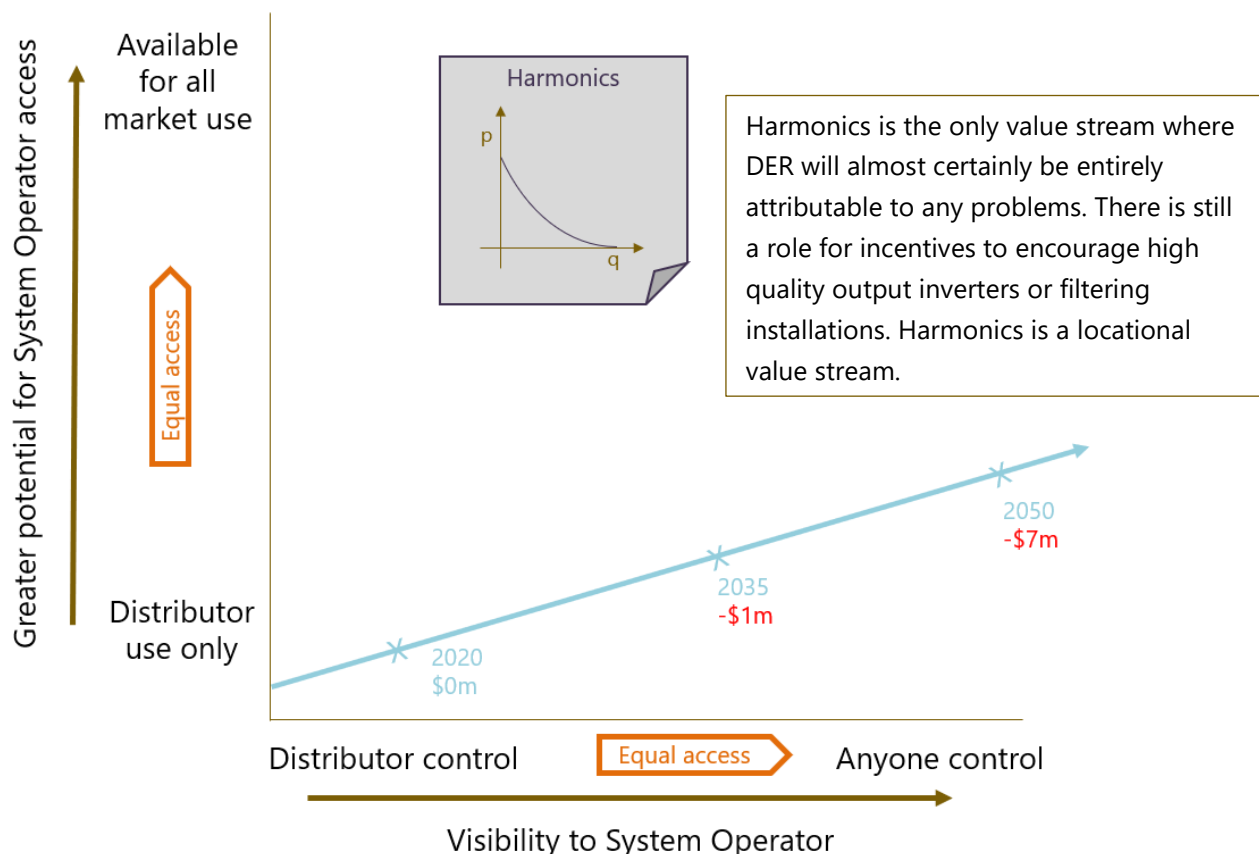 Greater potential for System Operator access
Available
for all
market use
Equal access
Distributor
use only
Harmonics
p
q
Harmonics is the only value stream where
DER will almost certainly be entirely
attributable to any problems. There is still
a role for incentives to encourage high
quality output inverters or filtering
installations. Harmonics is a locational
value stream.
2020
$0m
2035
-$1m
2050
-$7m
Distributor control
Equal access
Anyone control
Visibility to System Operator